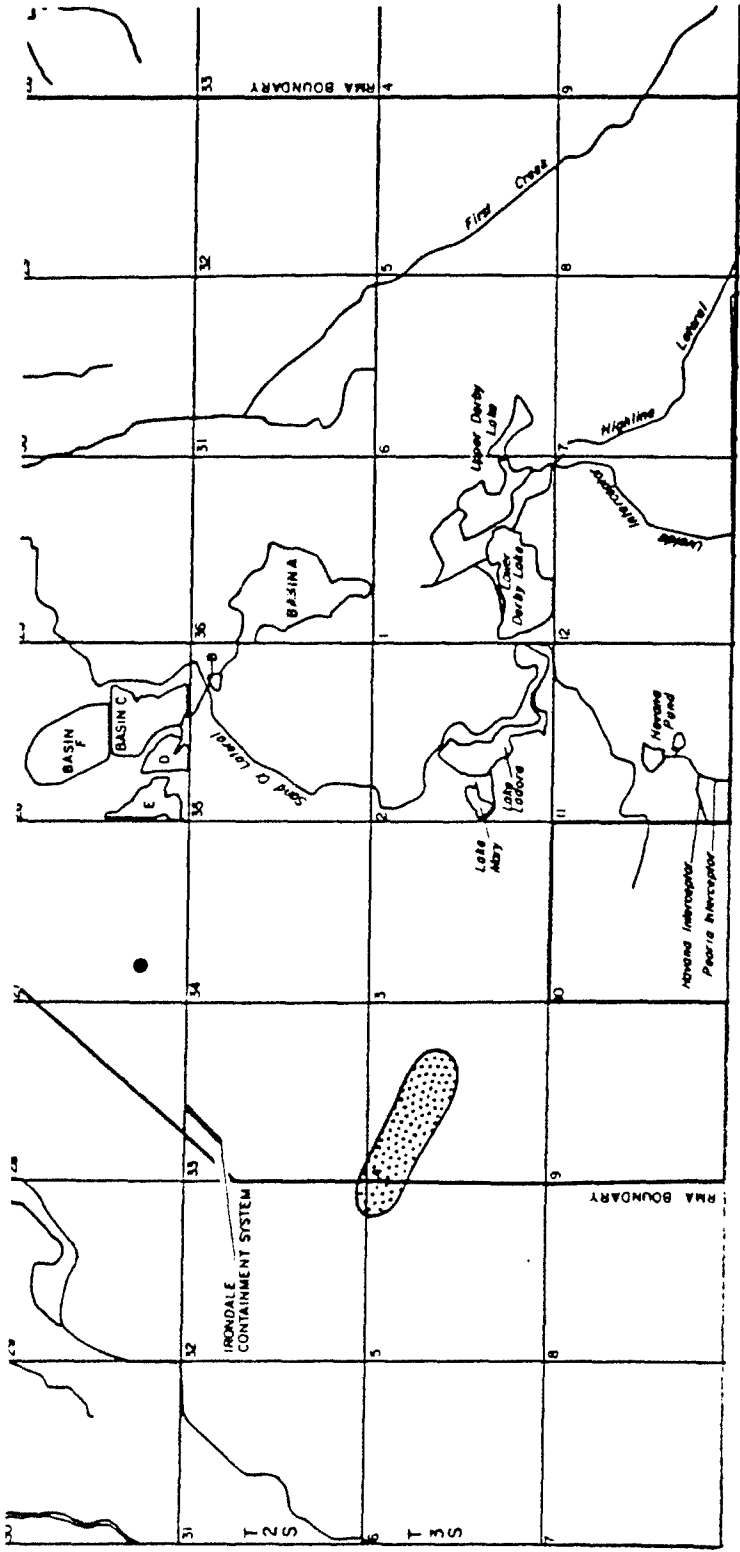 31
32
33
34
35
36
31
32
33
T 2 S
IRONDALE
CONTAINMENT SYSTEM
BASIN
F
BASIN C
D
E
B
BASIN A
Sand Cr Lateral
RMA BOUNDARY
6
5
4
3
2
1
6
5
4
T 3 S
First Creek
Upper Derby
Lake
Lower
Derby Lake
Lake
Ladora
Lake
Mary
7
8
9
10
11
12
7
8
9
RMA BOUNDARY
Havana
Pond
Uvalda
Interceptor
Highline
Lateral
Havana Interceptor
Peoria Interceptor